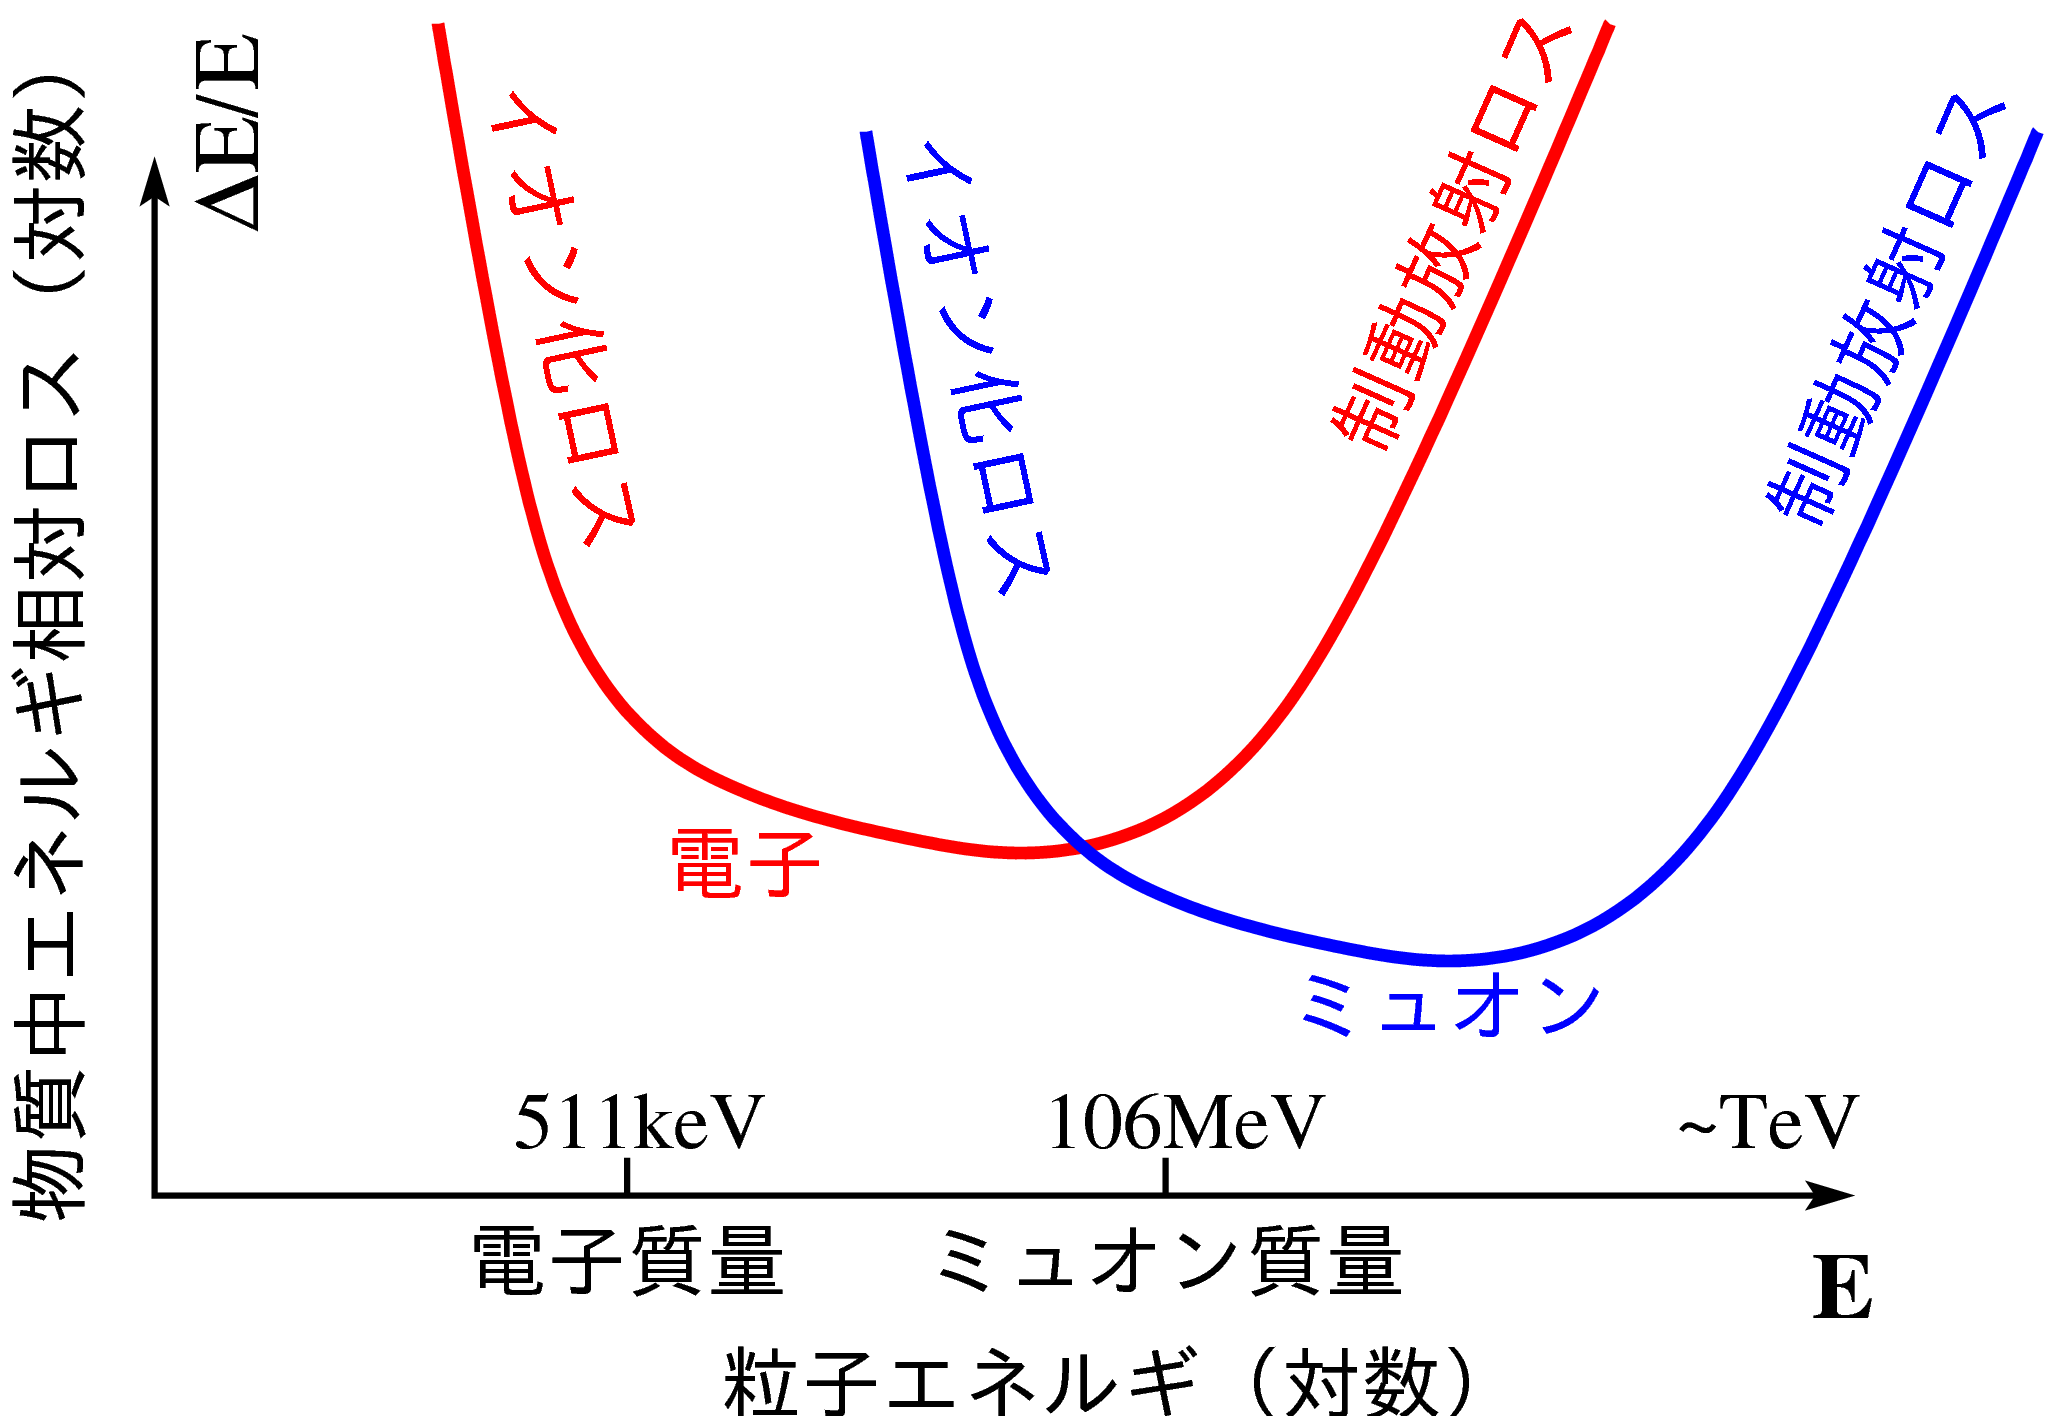 物質中エネルギ相対ロス（対数）
ΔE/E
イオン化ロス
イオン化ロス
制動放射ロス
制動放射ロス
電子
ミュオン
511keV
106MeV
~TeV
電子質量
ミュオン質量
E
粒子エネルギ（対数）